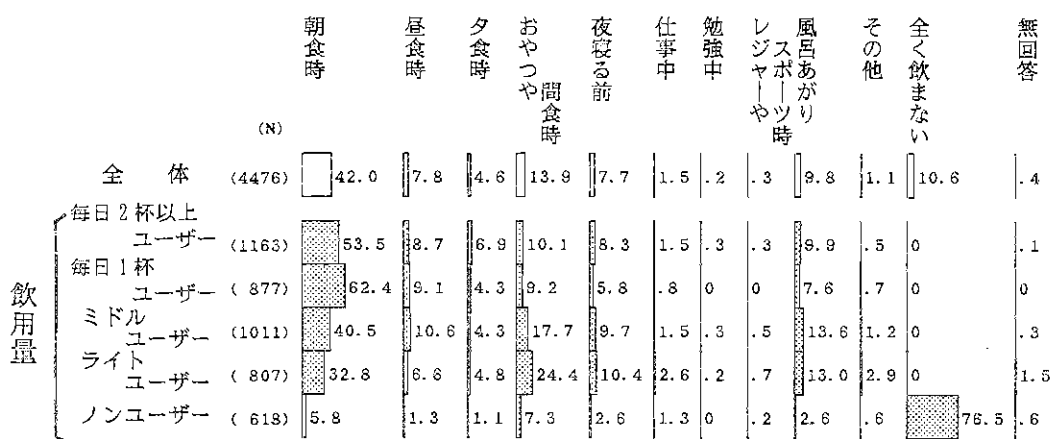 朝食時
昼食時
夕食時
おやつや
間食時
夜寝る前
仕事中
勉強中
レジャーや
スポーツ時
風呂あがり
その他
全く飲まない
無回答
(N)
全 体 (4476) 42.0 7.8 4.6 13.9 7.7 1.5 .2 .3 9.8 1.1 10.6 .4
飲用量
毎日2杯以上
ユーザー (1163) 53.5 8.7 6.9 10.1 8.3 1.5 .3 .3 9.9 .5 0 .1
毎日1杯
ユーザー ( 877) 62.4 9.1 4.3 9.2 5.8 .8 0 0 7.6 .7 0 0
ミドル
ユーザー (1011) 40.5 10.6 4.3 17.7 9.7 1.5 .3 .5 13.6 1.2 0 .3
ライト
ユーザー ( 807) 32.8 6.6 4.8 24.4 10.4 2.6 .2 .7 13.0 2.9 0 1.5
ノンユーザー ( 618) 5.8 1.3 1.1 7.3 2.6 1.3 0 .2 2.6 .6 76.5 .6